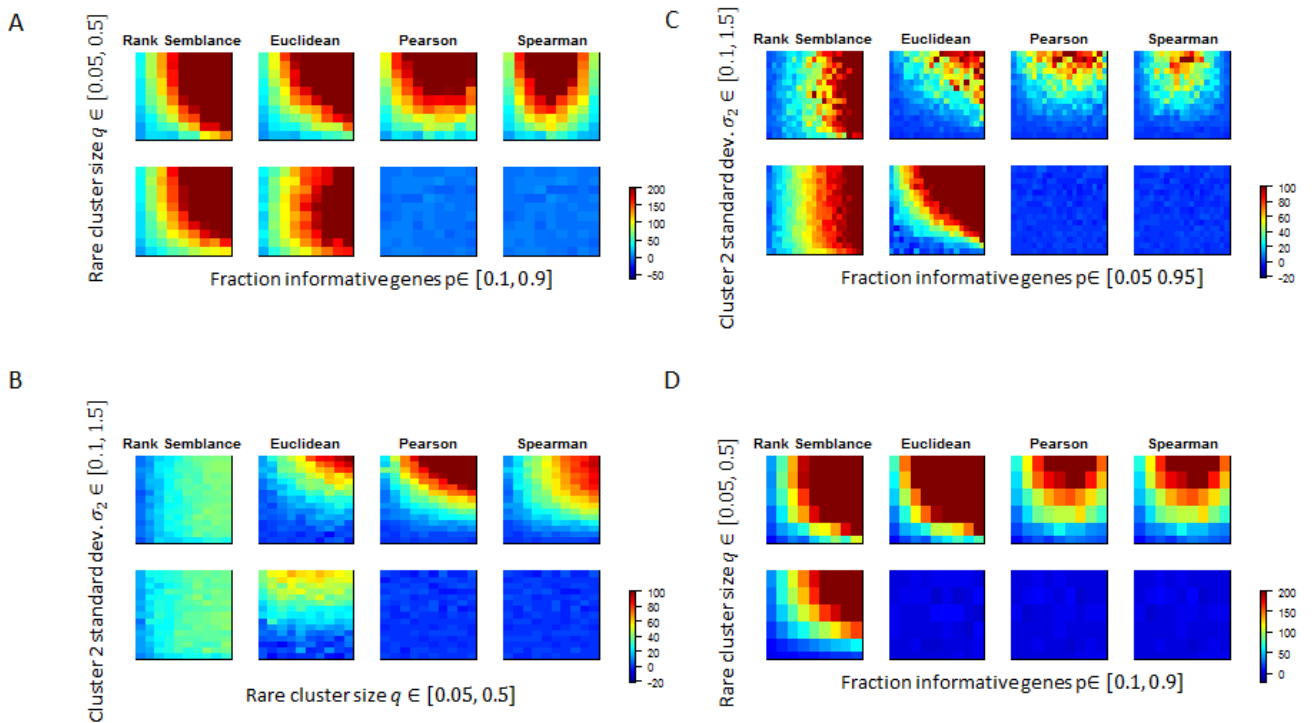 A
Rank Semblance Euclidean Pearson Spearman
Rare cluster size q ∈ [0.05, 0.5]
200
150
100
50
0
-50
Fraction informative genes p∈ [0.1, 0.9]
C
Rank Semblance Euclidean Pearson Spearman
Cluster 2 standard dev. σ₂ ∈ [0.1, 1.5]
100
80
60
40
20
0
-20
Fraction informative genes p∈ [0.05 0.95]
B
Rank Semblance Euclidean Pearson Spearman
Cluster 2 standard dev. σ₂ ∈ [0.1, 1.5]
100
80
60
40
20
0
-20
Rare cluster size q ∈ [0.05, 0.5]
D
Rank Semblance Euclidean Pearson Spearman
Rare cluster size q ∈ [0.05, 0.5]
200
150
100
50
0
Fraction informative genes p∈ [0.1, 0.9]